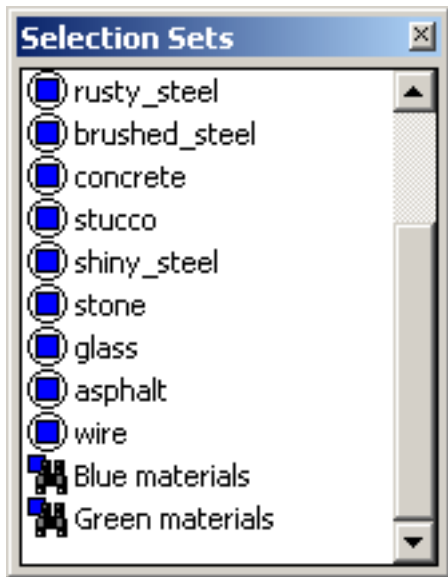 Selection Sets
rusty_steel
brushed_steel
concrete
stucco
shiny_steel
stone
glass
asphalt
wire
Blue materials
Green materials